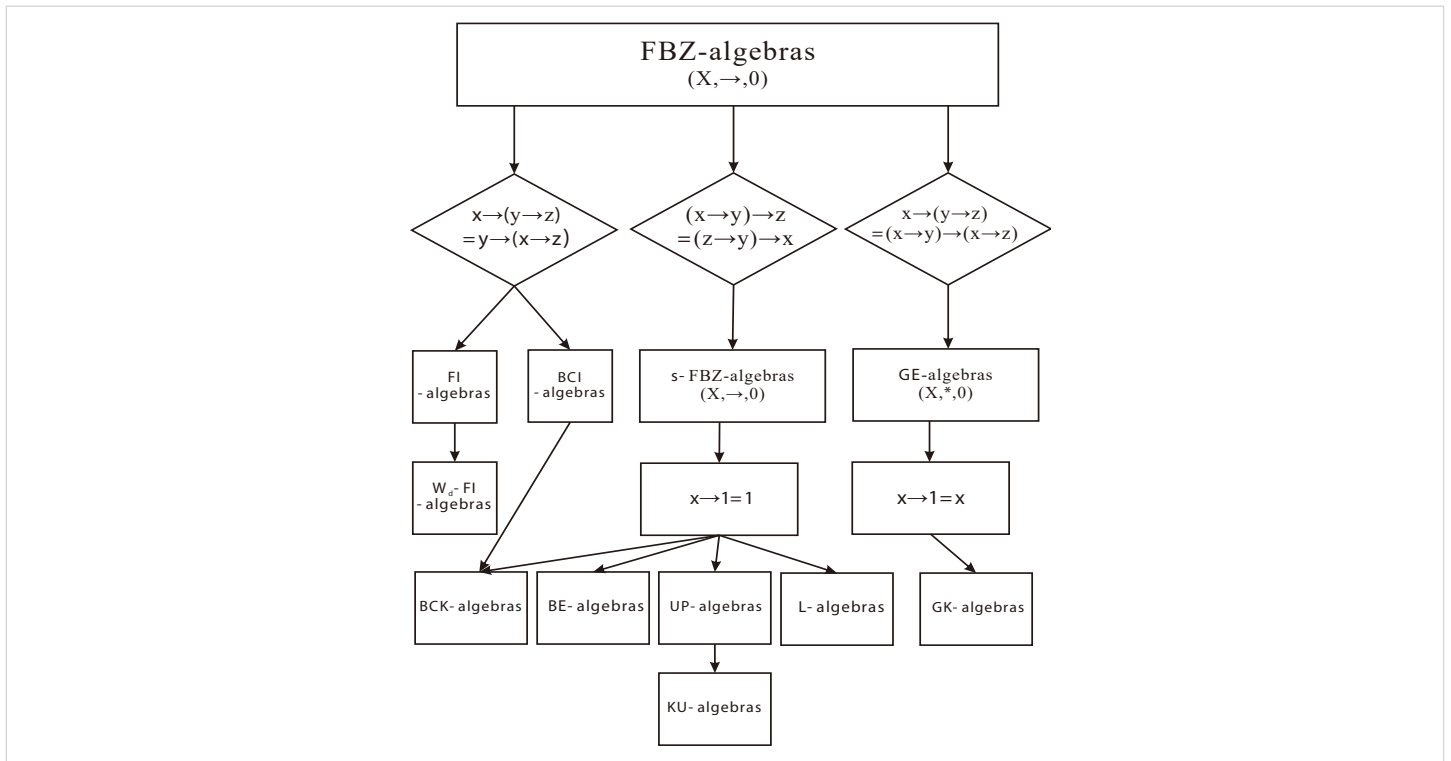 FBZ-algebras
(X,→,0)
x→(y→z)
=y→(x→z)
(x→y)→z
=(z→y)→x
x→(y→z)
=(x→y)→(x→z)
FI
-algebras
BCI
-algebras
s-FBZ-algebras
(X,→,0)
GE-algebras
(X,*,0)
W_d-FI
-algebras
x→1=1
x→1=x
BCK-algebras
BE-algebras
UP-algebras
L-algebras
GK-algebras
KU-algebras